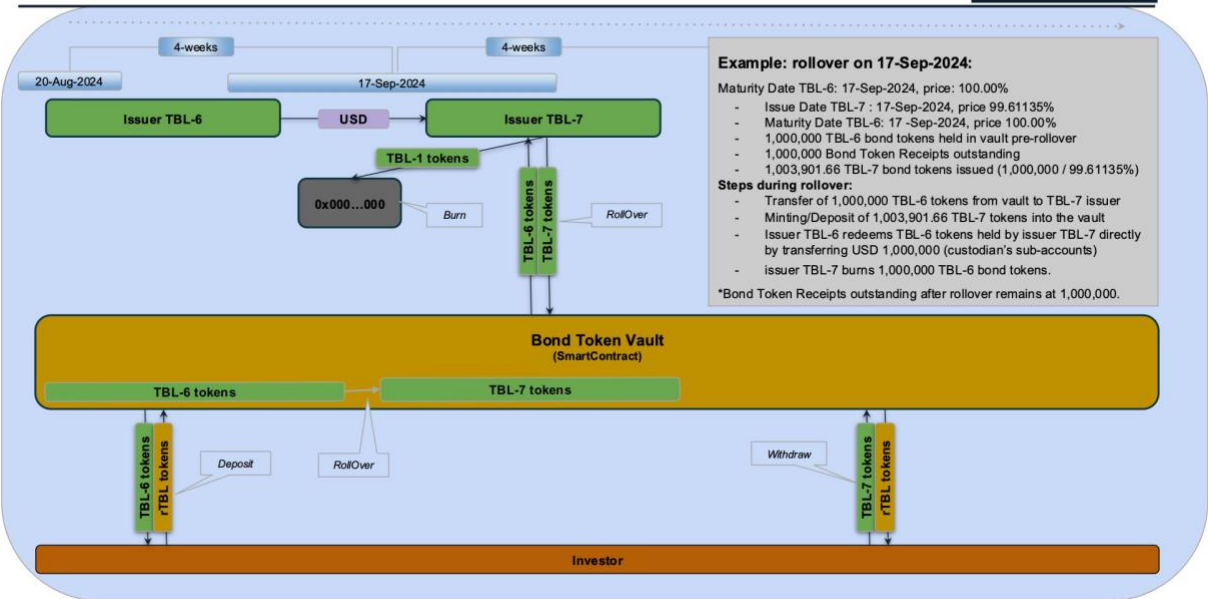 4-weeks
4-weeks
20-Aug-2024
17-Sep-2024
Issuer TBL-6
USD
Issuer TBL-7
TBL-1 tokens
0x000...000
Burn
TBL-6 tokens
TBL-7 tokens
RollOver
Example: rollover on 17-Sep-2024:
Maturity Date TBL-6: 17-Sep-2024, price: 100.00%
- Issue Date TBL-7 : 17-Sep-2024, price 99.61135%
- Maturity Date TBL-6: 17 -Sep-2024, price 100.00%
- 1,000,000 TBL-6 bond tokens held in vault pre-rollover
- 1,000,000 Bond Token Receipts outstanding
- 1,003,901.66 TBL-7 bond tokens issued (1,000,000 / 99.61135%)
Steps during rollover:
- Transfer of 1,000,000 TBL-6 tokens from vault to TBL-7 issuer
- Minting/Deposit of 1,003,901.66 TBL-7 tokens into the vault
- Issuer TBL-6 redeems TBL-6 tokens held by issuer TBL-7 directly
by transferring USD 1,000,000 (custodian's sub-accounts)
- issuer TBL-7 burns 1,000,000 TBL-6 bond tokens.
*Bond Token Receipts outstanding after rollover remains at 1,000,000.
Bond Token Vault
(SmartContract)
TBL-6 tokens
TBL-7 tokens
TBL-6 tokens
rTBL tokens
Deposit
RollOver
Withdraw
TBL-7 tokens
rTBL tokens
Investor